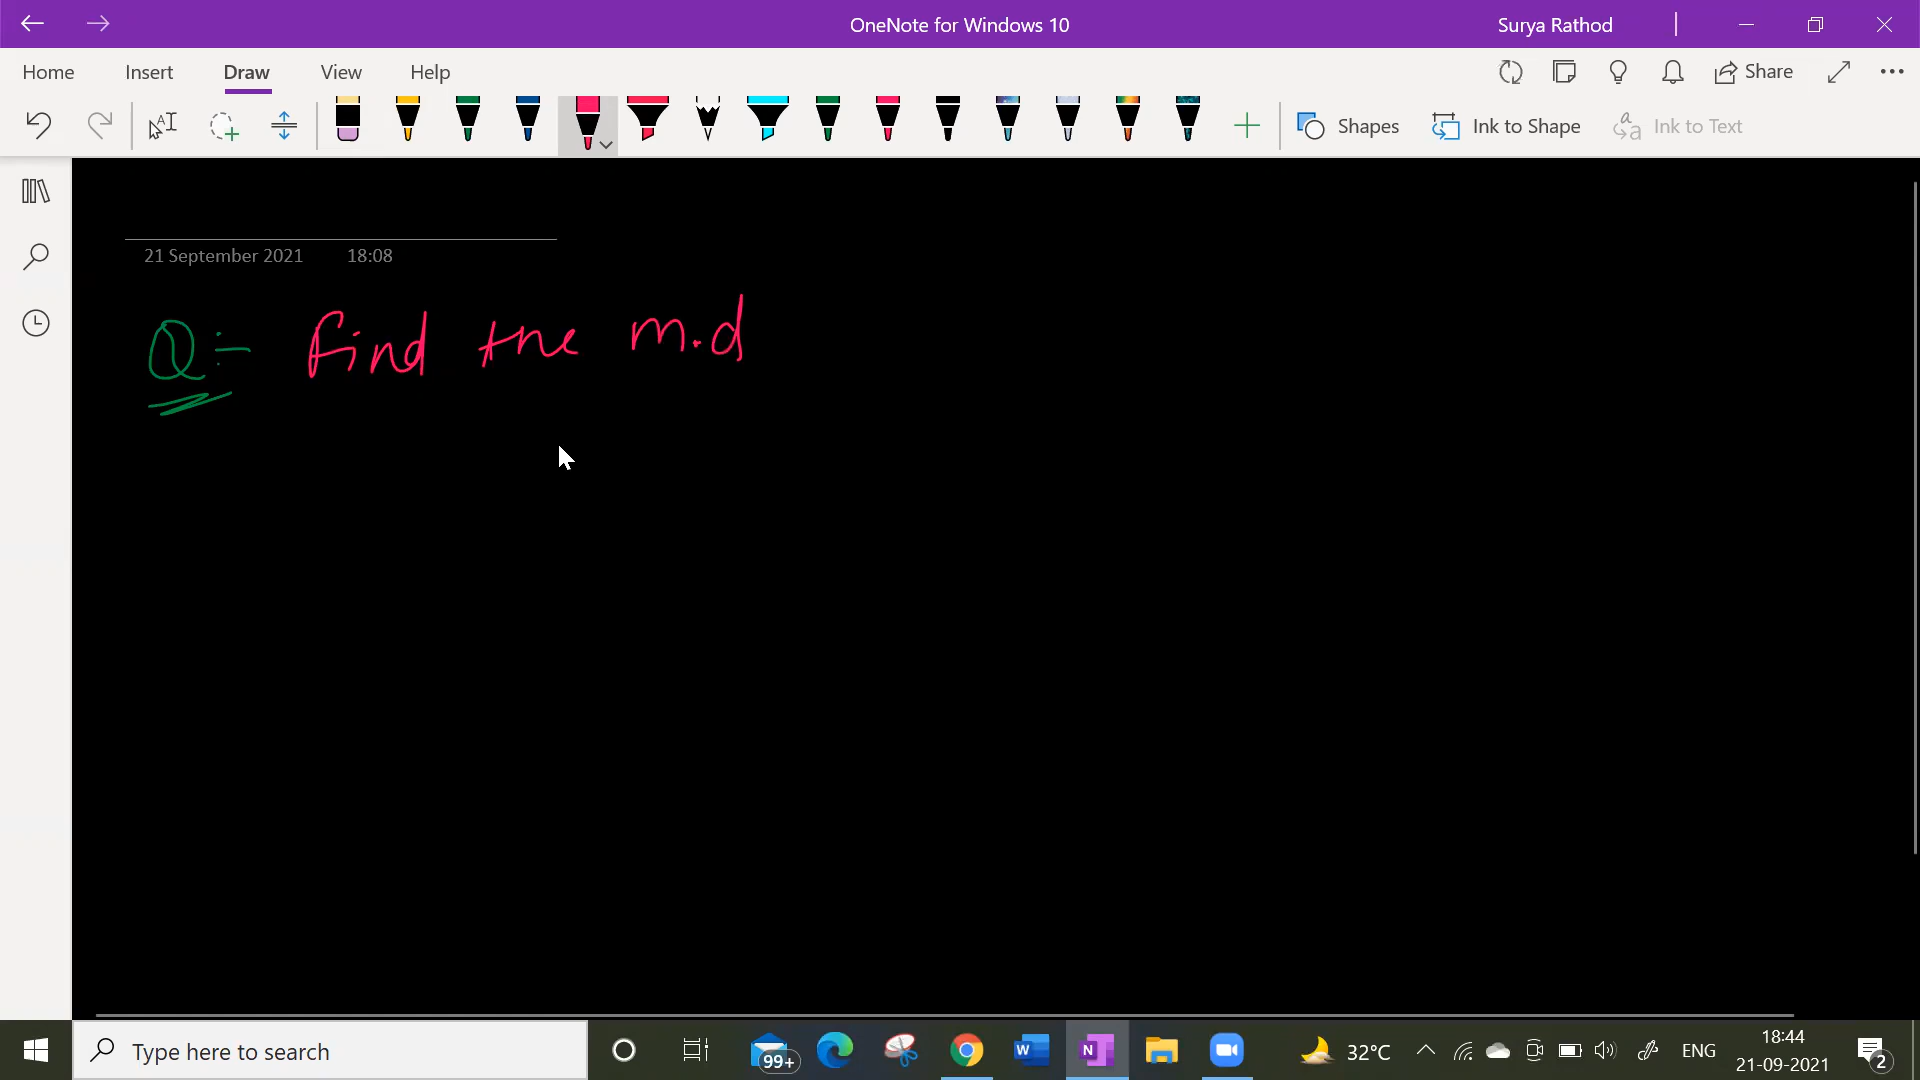 OneNote for Windows 10 Surya Rathod
Home Insert Draw View Help Share
Shapes Ink to Shape Ink to Text
21 September 2021 18:08
Q:- find the m.d
Type here to search 99+ 32°C ENG 18:44
21-09-2021 2